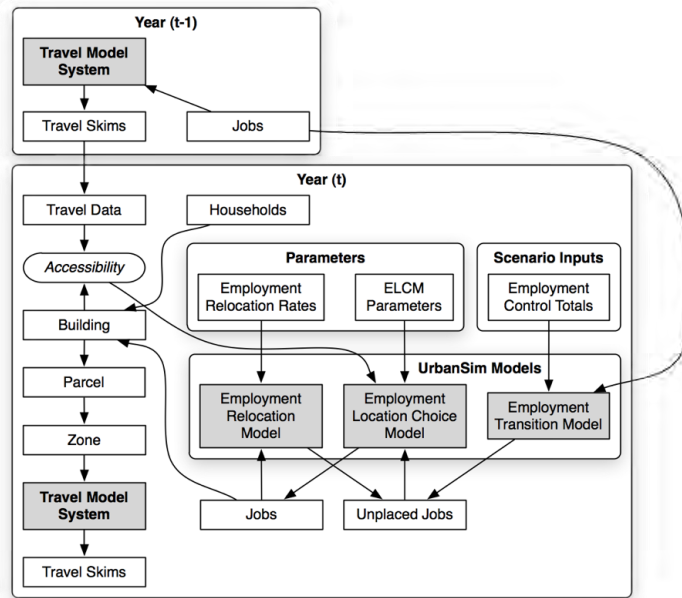 Year (t-1)
Travel Model
System
Travel Skims
Jobs
Year (t)
Travel Data
Households
Accessibility
Parameters
Scenario Inputs
Employment
Relocation Rates
ELCM
Parameters
Employment
Control Totals
Building
UrbanSim Models
Parcel
Employment
Relocation
Model
Employment
Location Choice
Model
Employment
Transition Model
Zone
Travel Model
System
Jobs
Unplaced Jobs
Travel Skims